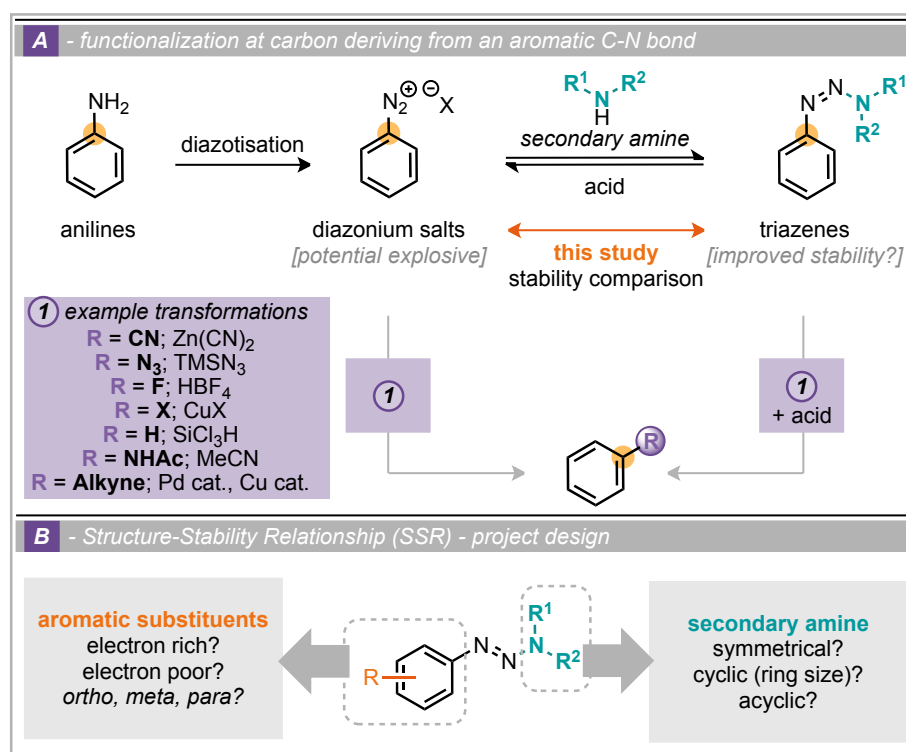 A - functionalization at carbon deriving from an aromatic C-N bond
NH2
anilines
diazotisation
N2 ⊕ ⊖ X
diazonium salts
[potential explosive]
R1 R2
N
H
secondary amine
acid
this study
stability comparison
N N N R1
R2
triazenes
[improved stability?]
1 example transformations
R = CN; Zn(CN)2
R = N3; TMSN3
R = F; HBF4
R = X; CuX
R = H; SiCl3H
R = NHAc; MeCN
R = Alkyne; Pd cat., Cu cat.
1
1
+ acid
R
B - Structure-Stability Relationship (SSR) - project design
aromatic substituents
electron rich?
electron poor?
ortho, meta, para?
R N N N R1
R2
secondary amine
symmetrical?
cyclic (ring size)?
acyclic?